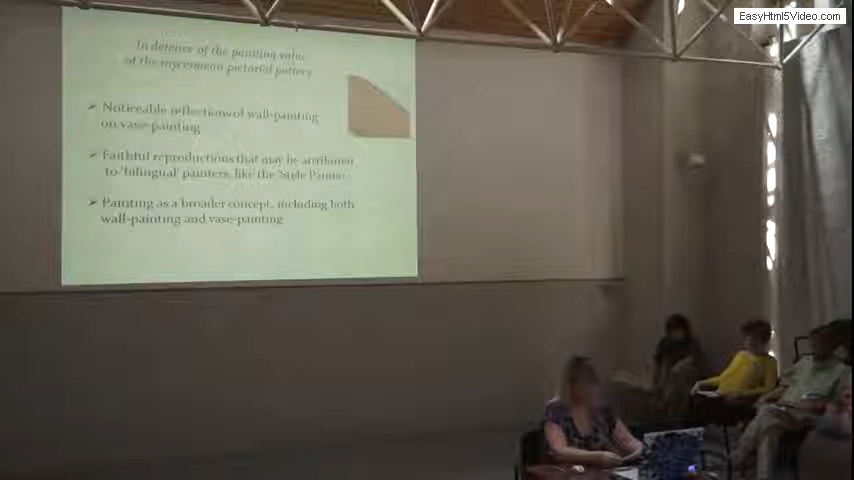 EasyHtml5Video.com
In defence of the painting value
of the mycenaean pictorial pottery
➤ Noticeable reflections of wall-painting
on vase-painting
➤ Faithful reproductions that may be attributed
to 'bilingual' painters, like the 'Style Painter'
➤ Painting as a broader concept, including both
wall-painting and vase-painting